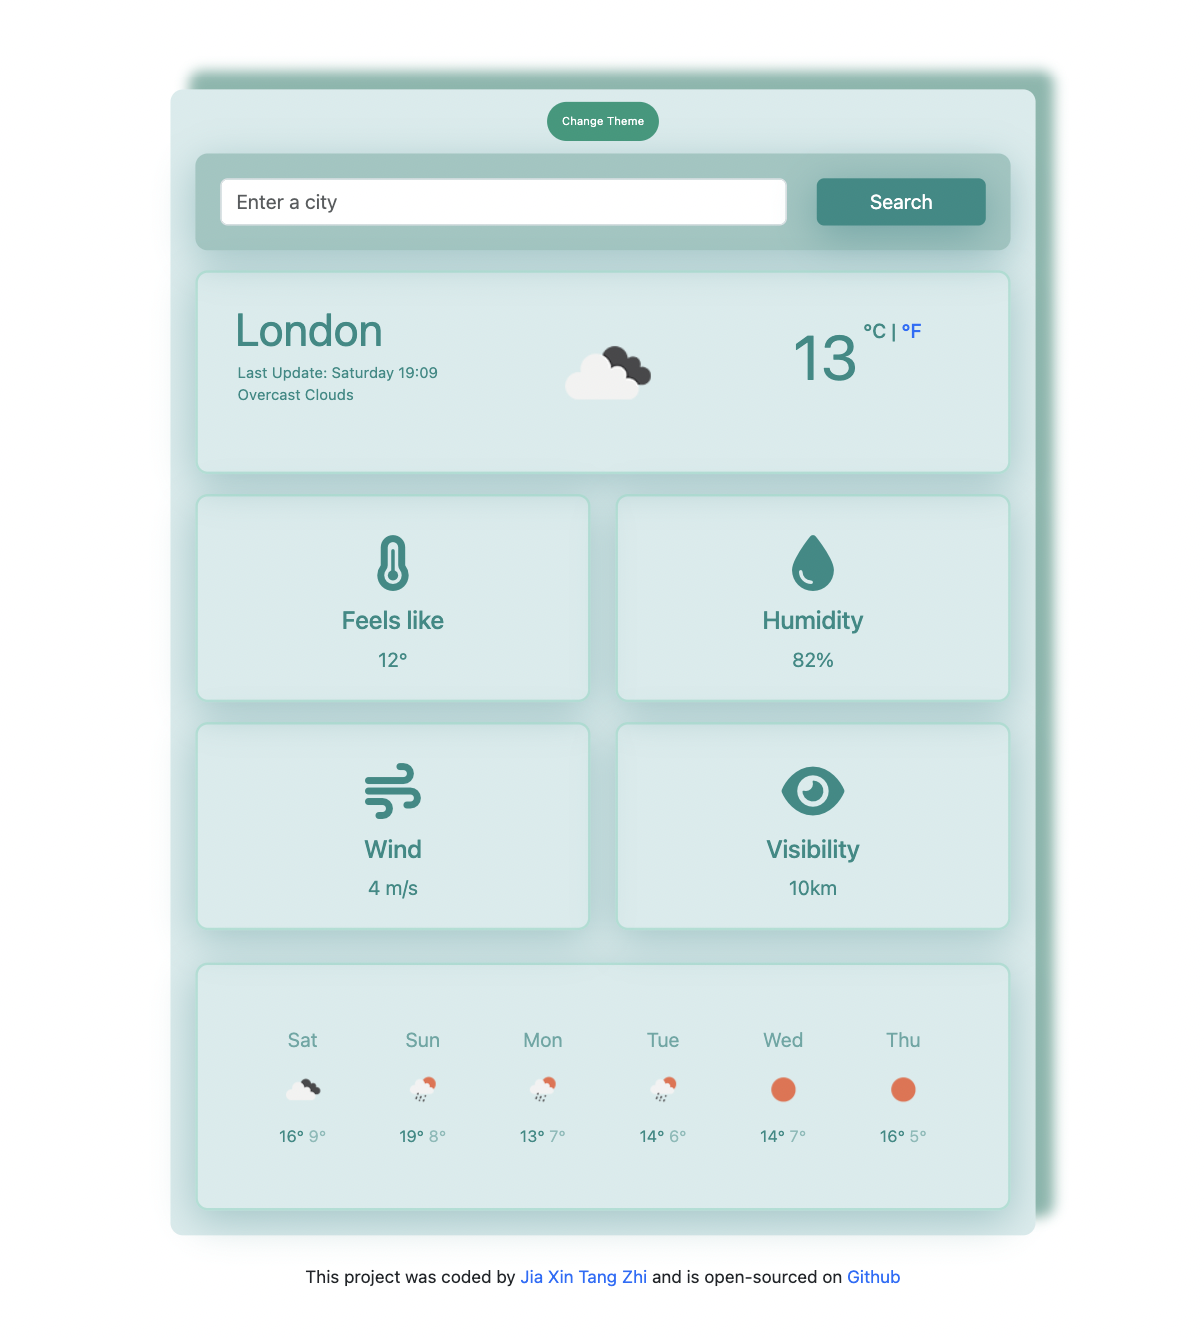 Change Theme
Enter a city
Search
London
Last Update: Saturday 19:09
Overcast Clouds
13 °C | °F
Feels like
12°
Humidity
82%
Wind
4 m/s
Visibility
10km
Sat Sun Mon Tue Wed Thu
16° 9° 19° 8° 13° 7° 14° 6° 14° 7° 16° 5°
This project was coded by Jia Xin Tang Zhi and is open-sourced on Github